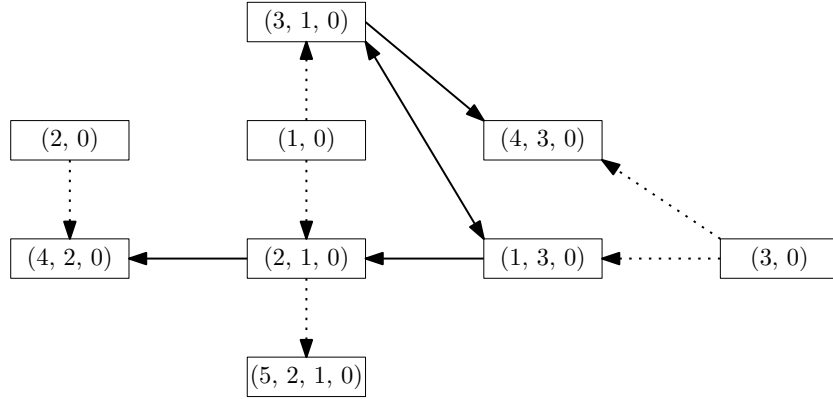 (3, 1, 0)
(2, 0)
(1, 0)
(4, 3, 0)
(4, 2, 0)
(2, 1, 0)
(1, 3, 0)
(3, 0)
(5, 2, 1, 0)